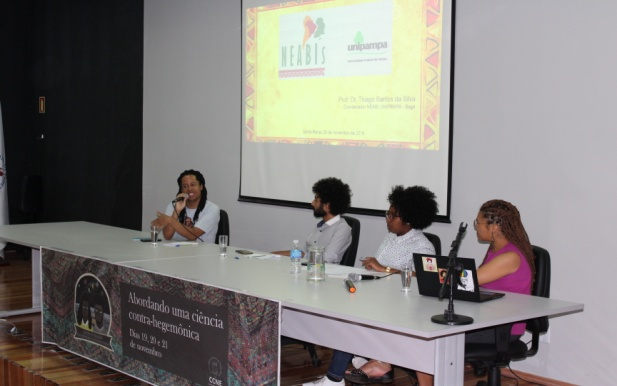 NEABIs
unipampa
Prof. Dr. Thiago Santos da Silva
Abordando uma ciência
contra-hegemônica
Dias 19, 20 e 21
de novembro
CCNE